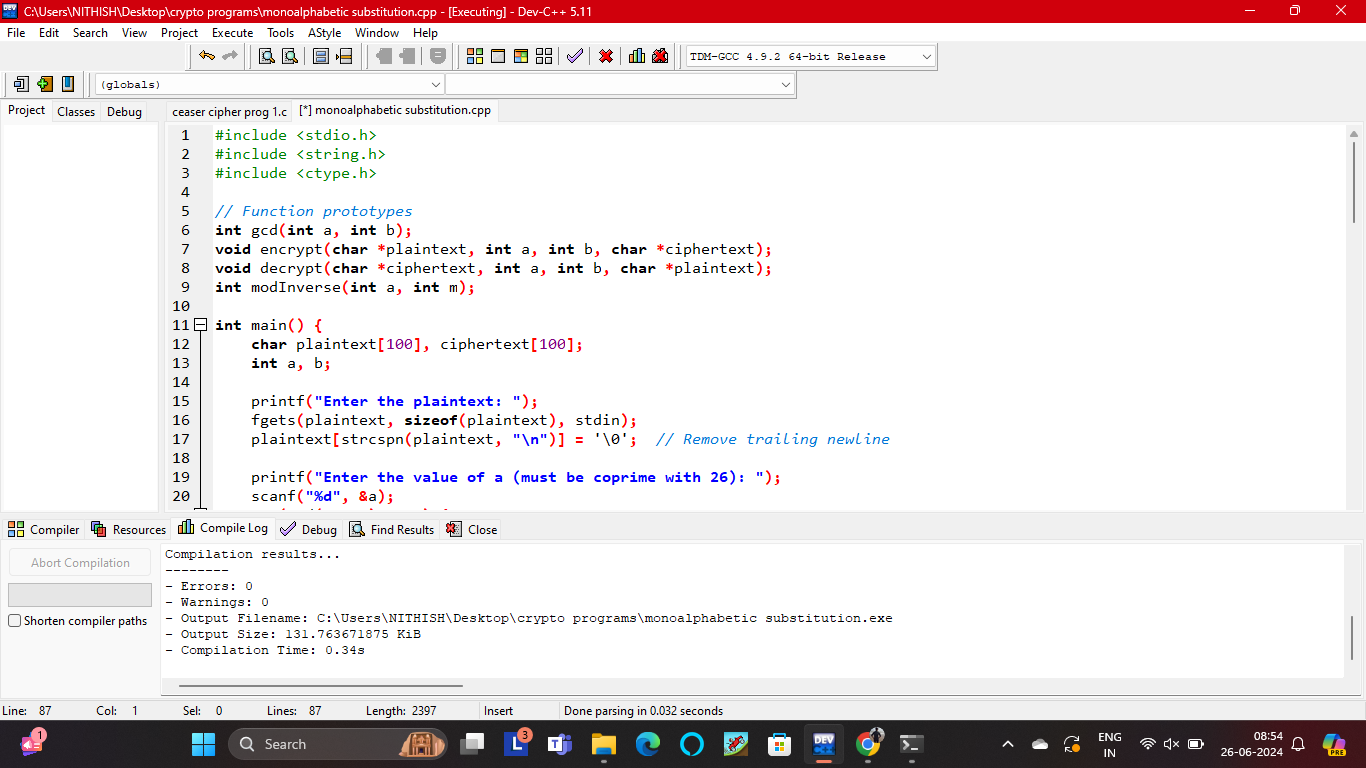 C:\Users\NITHISH\Desktop\crypto programs\monoalphabetic substitution.cpp - [Executing] - Dev-C++ 5.11
File Edit Search View Project Execute Tools AStyle Window Help
TDM-GCC 4.9.2 64-bit Release
(globals)
Project Classes Debug
ceaser cipher prog 1.c [*] monoalphabetic substitution.cpp
1 #include <stdio.h>
2 #include <string.h>
3 #include <ctype.h>
4
5 // Function prototypes
6 int gcd(int a, int b);
7 void encrypt(char *plaintext, int a, int b, char *ciphertext);
8 void decrypt(char *ciphertext, int a, int b, char *plaintext);
9 int modInverse(int a, int m);
10
11 int main() {
12 char plaintext[100], ciphertext[100];
13 int a, b;
14
15 printf("Enter the plaintext: ");
16 fgets(plaintext, sizeof(plaintext), stdin);
17 plaintext[strcspn(plaintext, "\n")] = '\0'; // Remove trailing newline
18
19 printf("Enter the value of a (must be coprime with 26): ");
20 scanf("%d", &a);
Compiler Resources Compile Log Debug Find Results Close
Abort Compilation
Shorten compiler paths
Compilation results...
--------
- Errors: 0
- Warnings: 0
- Output Filename: C:\Users\NITHISH\Desktop\crypto programs\monoalphabetic substitution.exe
- Output Size: 131.763671875 KiB
- Compilation Time: 0.34s
Line: 87 Col: 1 Sel: 0 Lines: 87 Length: 2397 Insert Done parsing in 0.032 seconds
1
Search
L 3
T
DEV
ENG
IN
08:54
26-06-2024
PRE